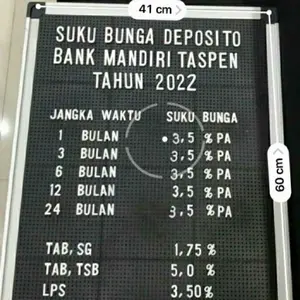 41 cm >
SUKU BUNGA DEPOSITO
BANK MANDIRI TASPEN
TAHUN 2022
JANGKA WAKTU SUKU BUNGA
1 BULAN 3,5 %PA
3 BULAN 3,5 %PA
6 BULAN 3,5 %PA
12 BULAN 3,5 %PA
24 BULAN 3,5 %PA
60 cm >
TAB,SG 1,75%
TAB,TSB 5,0 %
LPS 3,50%